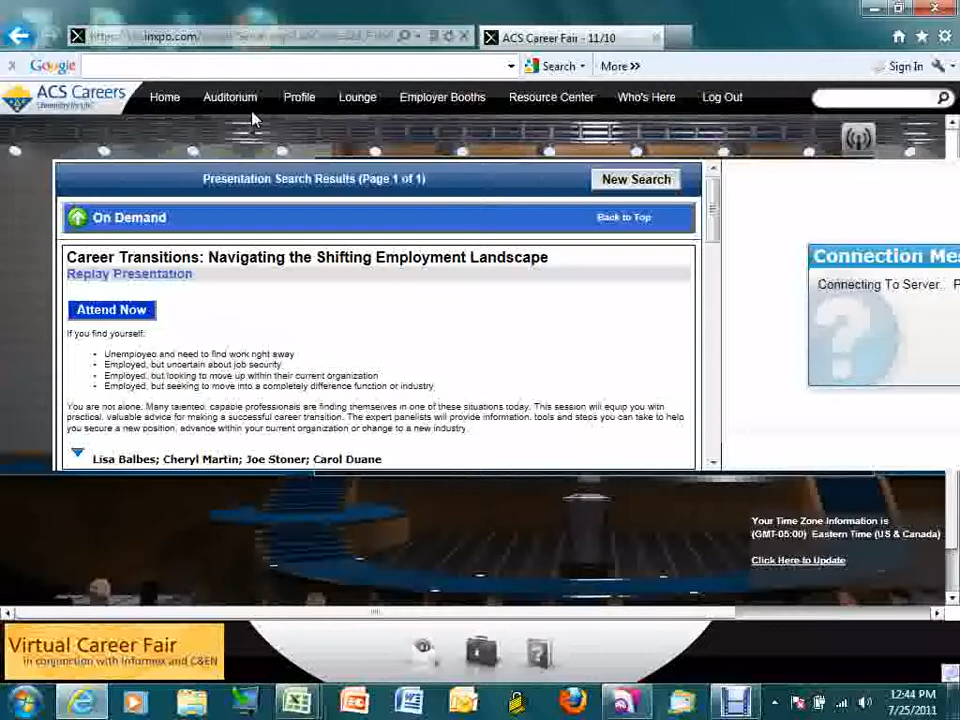 ACS Career Fair - 11/10
Google
Search
More »
Sign In
ACS Careers
Home
Auditorium
Profile
Lounge
Employer Booths
Resource Center
Who's Here
Log Out
Presentation Search Results (Page 1 of 1)
New Search
On Demand
Back to Top
Career Transitions: Navigating the Shifting Employment Landscape
Replay Presentation
Attend Now
If you find yourself:
• Unemployed and need to find work right away
• Employed, but uncertain about job security
• Employed, but looking to move up within their current organization
• Employed, but seeking to move into a completely difference function or industry
You are not alone. Many talented, capable professionals are finding themselves in one of these situations today. This session will equip you with
practical, valuable advice for making a successful career transition. The expert panelists will provide information, tools and steps you can take to help
you secure a new position, advance within your current organization or change to a new industry.
Lisa Balbes; Cheryl Martin; Joe Stoner; Carol Duane
Connection Mes
Connecting To Server.. P
Your Time Zone Information is
(GMT-05:00) Eastern Time (US & Canada)
Click Here to Update
Virtual Career Fair
in conjunction with Informex and C&EN
12:44 PM
7/25/2011